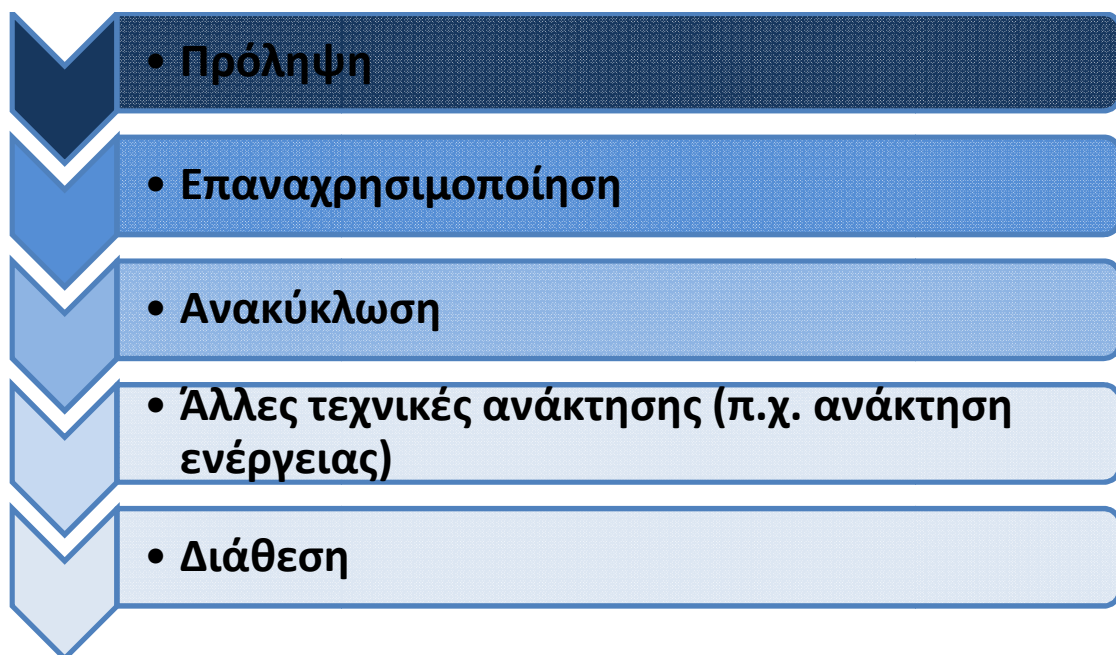 • Πρόληψη
• Επαναχρησιμοποίηση
• Ανακύκλωση
• Άλλες τεχνικές ανάκτησης (π.χ. ανάκτηση
ενέργειας)
• Διάθεση